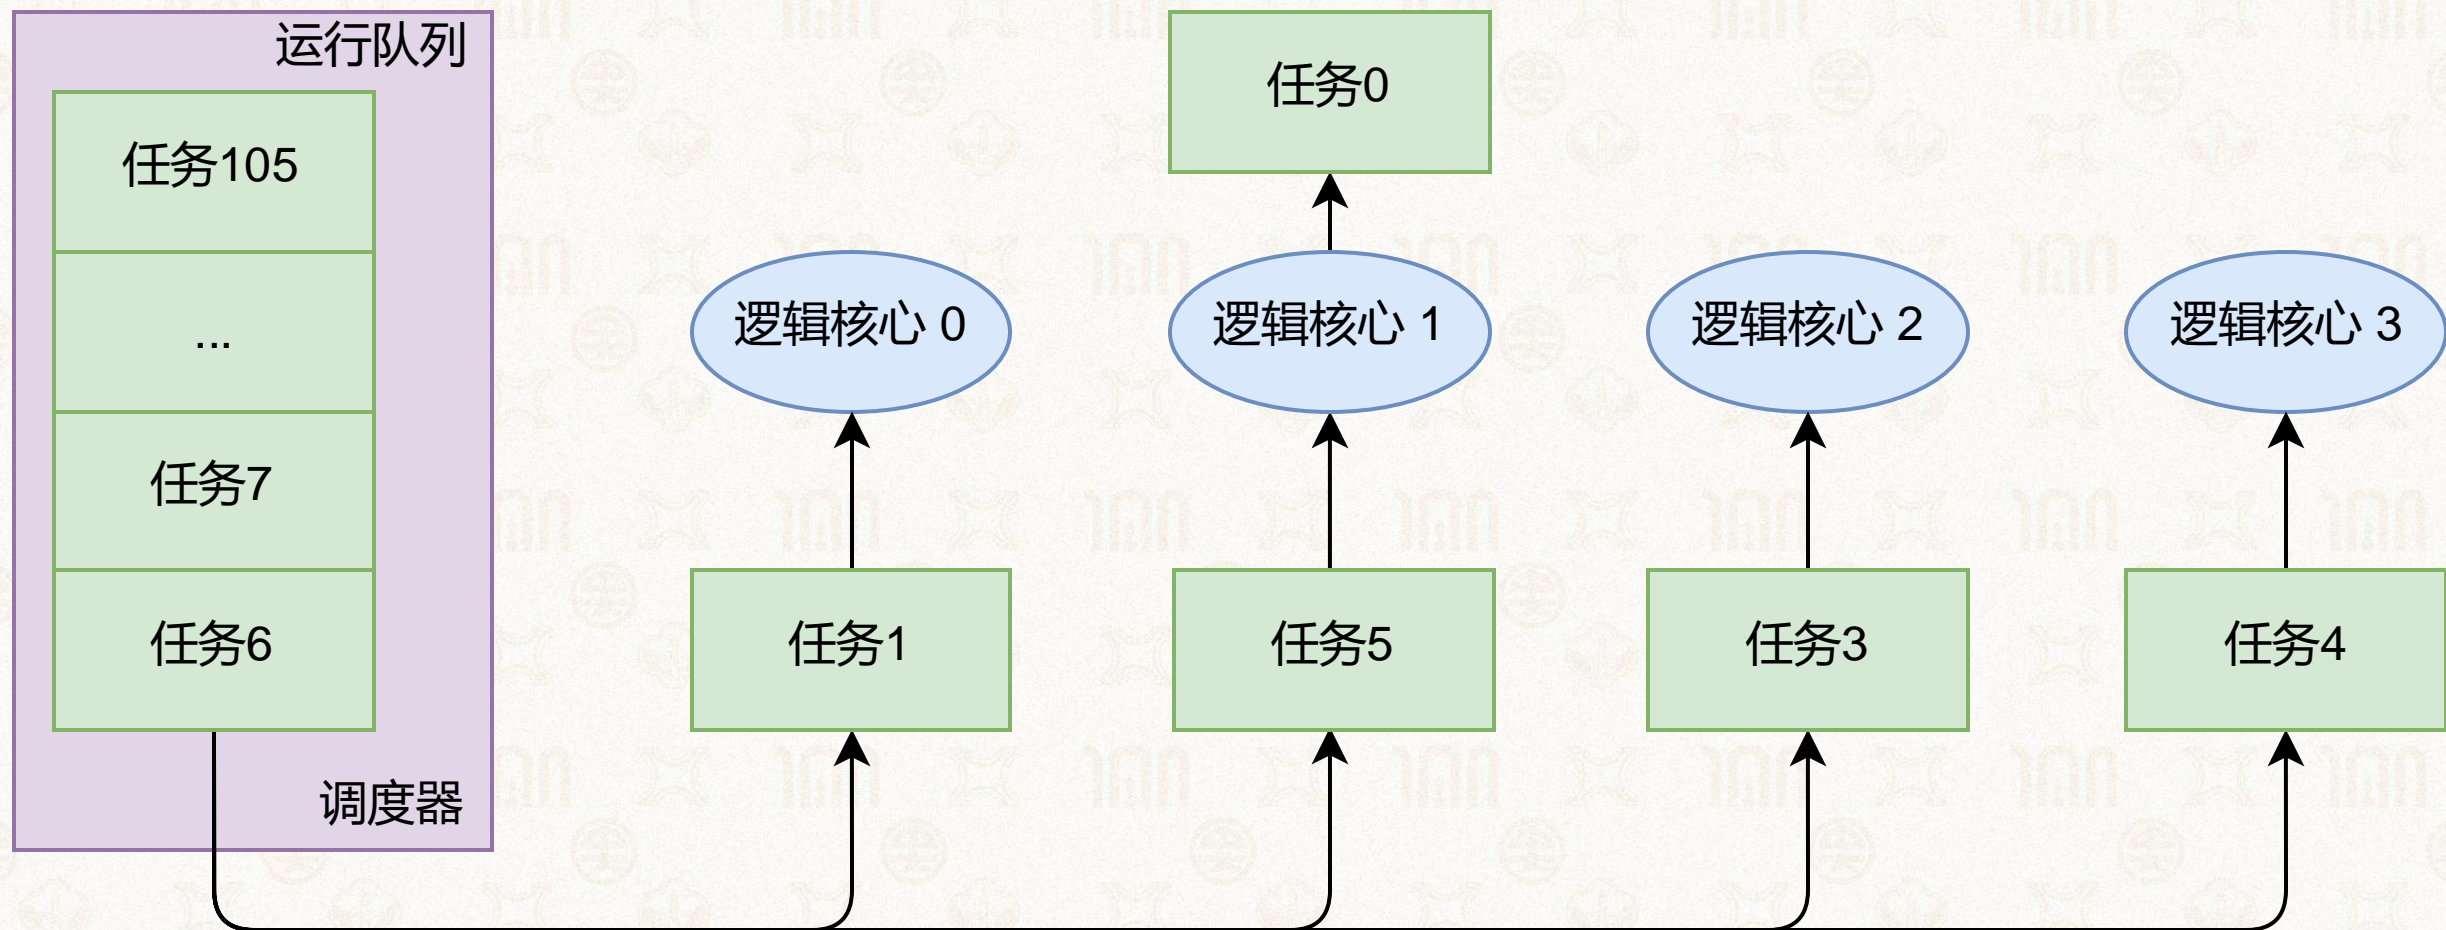 运行队列
任务105
...
任务7
任务6
调度器
任务0
逻辑核心 0
逻辑核心 1
逻辑核心 2
逻辑核心 3
任务1
任务5
任务3
任务4